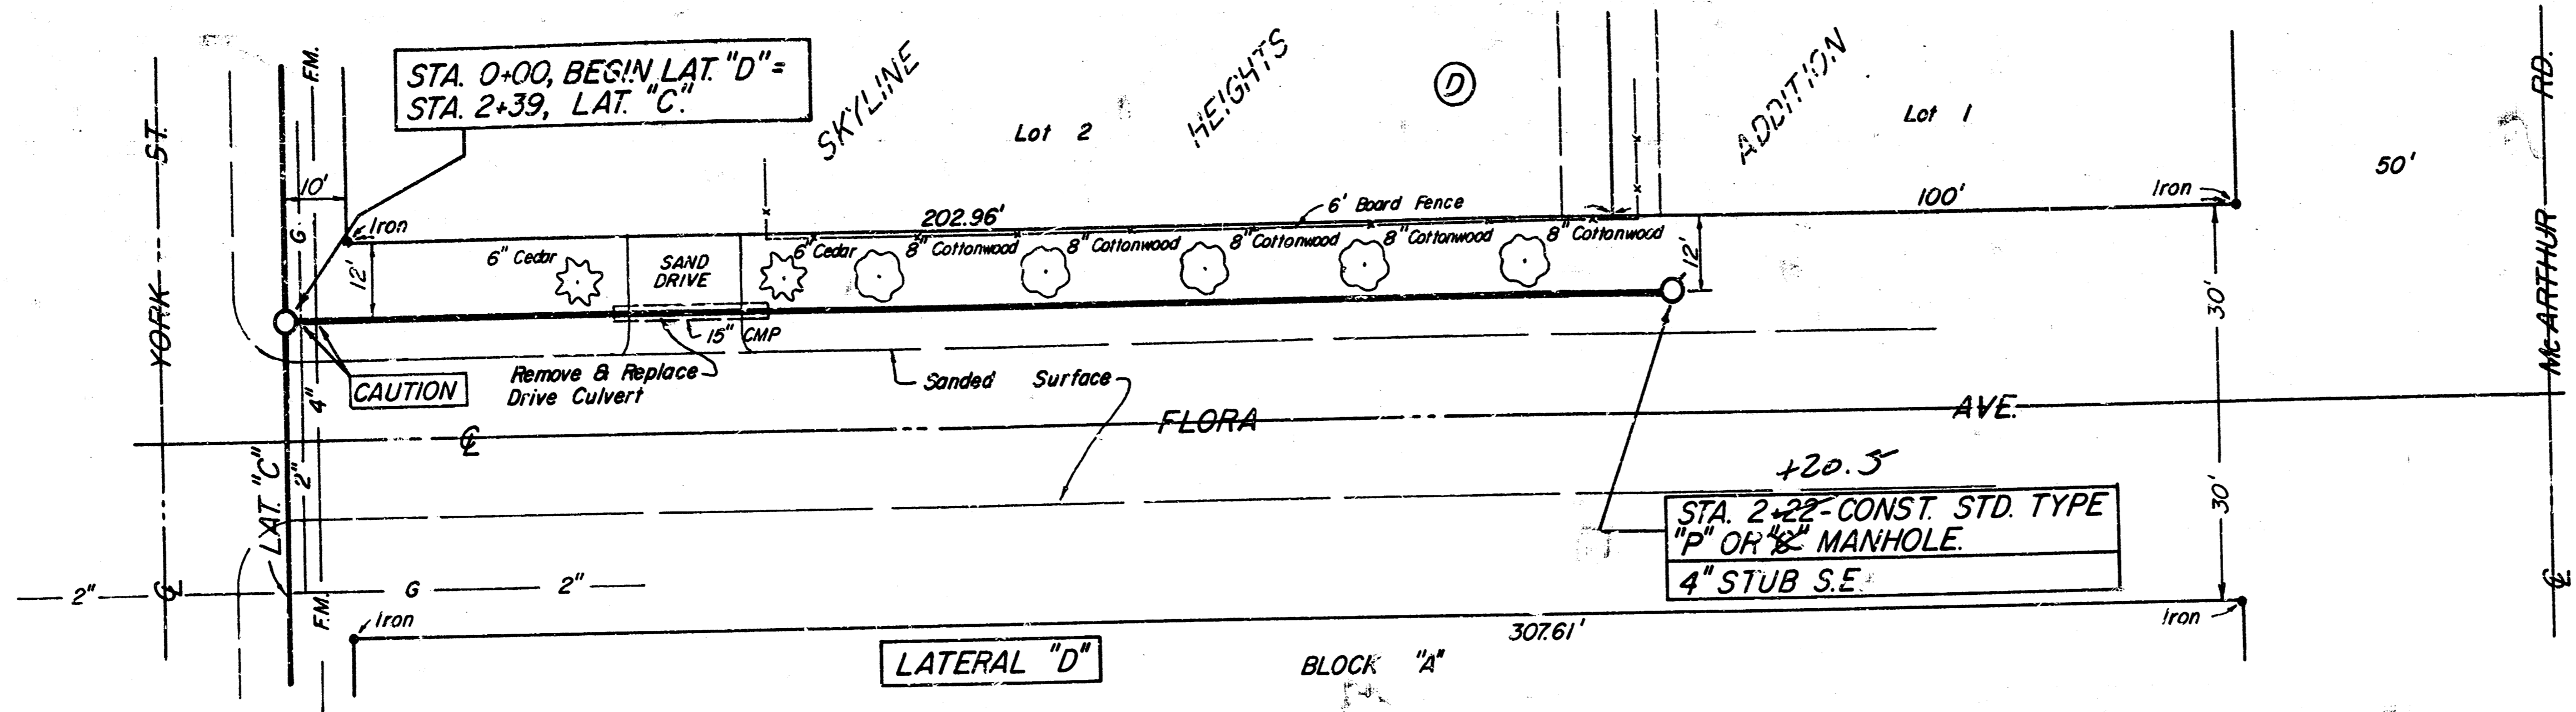 STA. 0+00, BEGIN LAT. "D"=
STA. 2+39, LAT. "C".
SKYLINE HEIGHTS ADDITION
D
Lot 2
Lot 1
YORK ST.
F.M.
10'
G
Iron
12'
202.96'
6' Board Fence
100'
Iron
50'
Mc ARTHUR RD.
6" Cedar
SAND
DRIVE
6" Cedar
8" Cottonwood
8" Cottonwood
8" Cottonwood
8" Cottonwood
8" Cottonwood
12'
30'
15" CMP
CAUTION
Remove & Replace
Drive Culvert
Sanded Surface
4"
2"
℄
FLORA AVE.
LAT. "C"
+20.5
STA. 2+22-CONST. STD. TYPE
"P" OR "C" MANHOLE.
4" STUB S.E.
30'
2"
℄
G
2"
F.M.
℄
Iron
Iron
307.61'
LATERAL "D"
BLOCK "A"